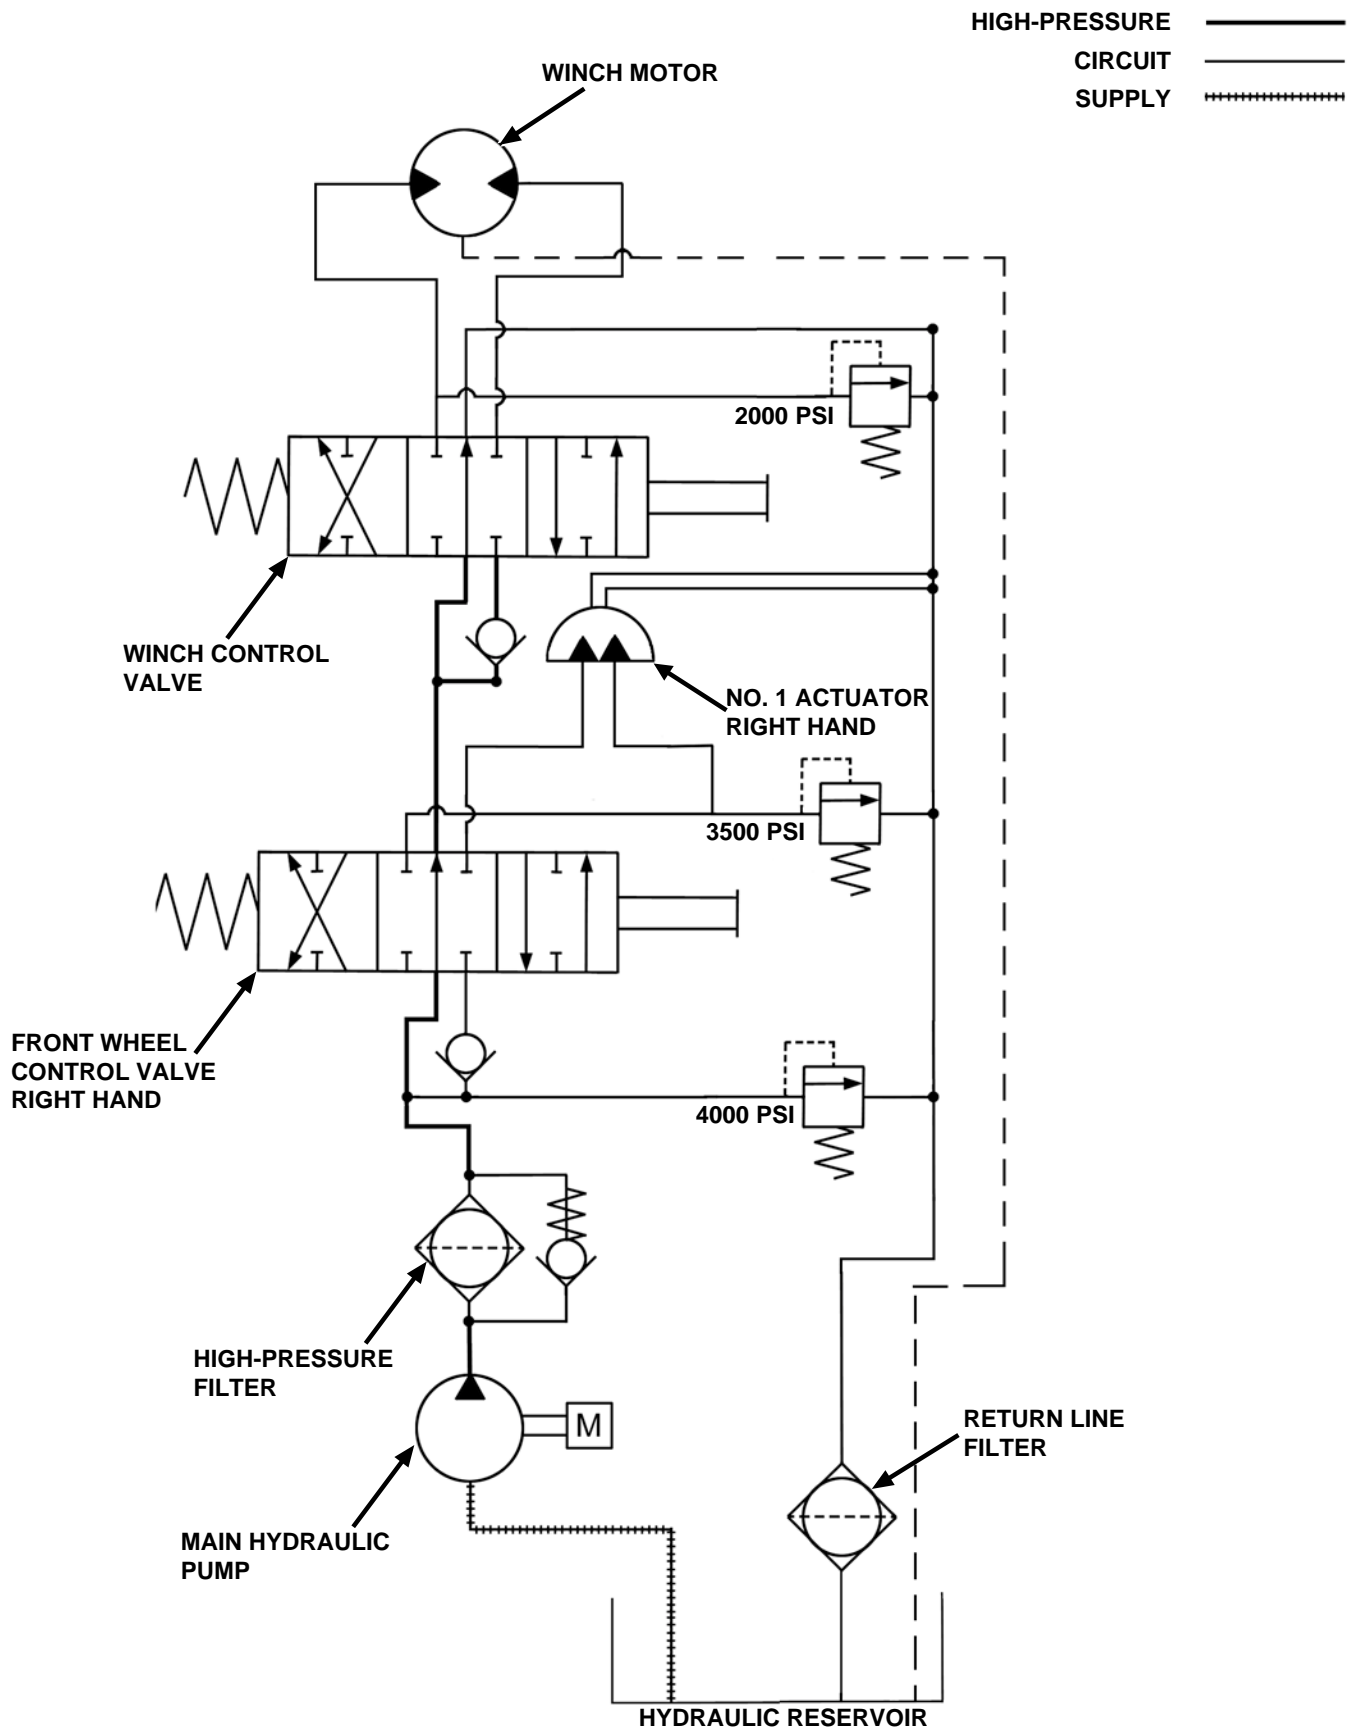 HIGH-PRESSURE
CIRCUIT
SUPPLY
WINCH MOTOR
2000 PSI
WINCH CONTROL
VALVE
NO. 1 ACTUATOR
RIGHT HAND
3500 PSI
FRONT WHEEL
CONTROL VALVE
RIGHT HAND
4000 PSI
HIGH-PRESSURE
FILTER
M
RETURN LINE
FILTER
MAIN HYDRAULIC
PUMP
HYDRAULIC RESERVOIR